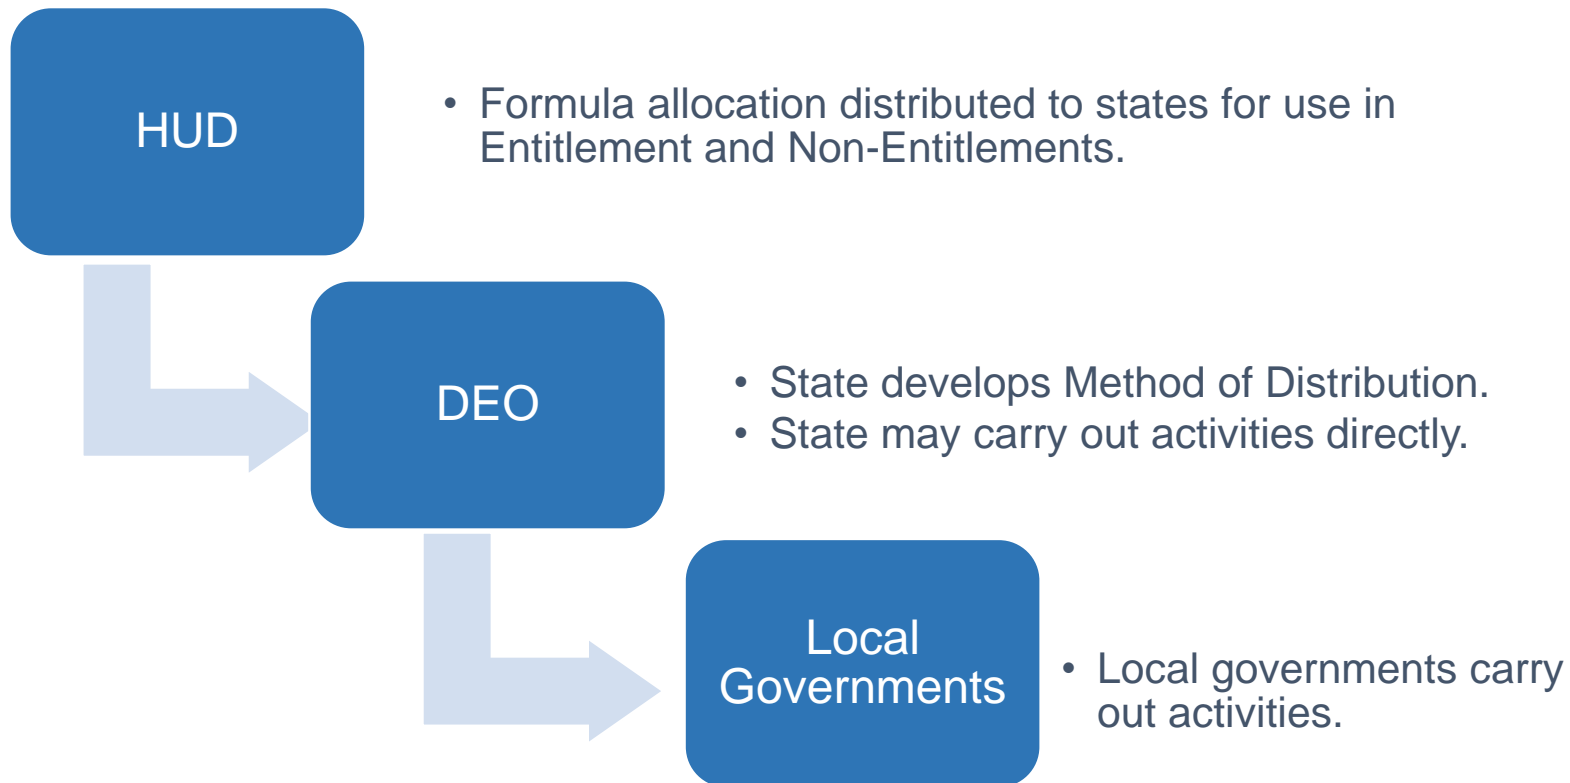 HUD
• Formula allocation distributed to states for use in
Entitlement and Non-Entitlements.
DEO
• State develops Method of Distribution.
• State may carry out activities directly.
Local
Governments
• Local governments carry
out activities.